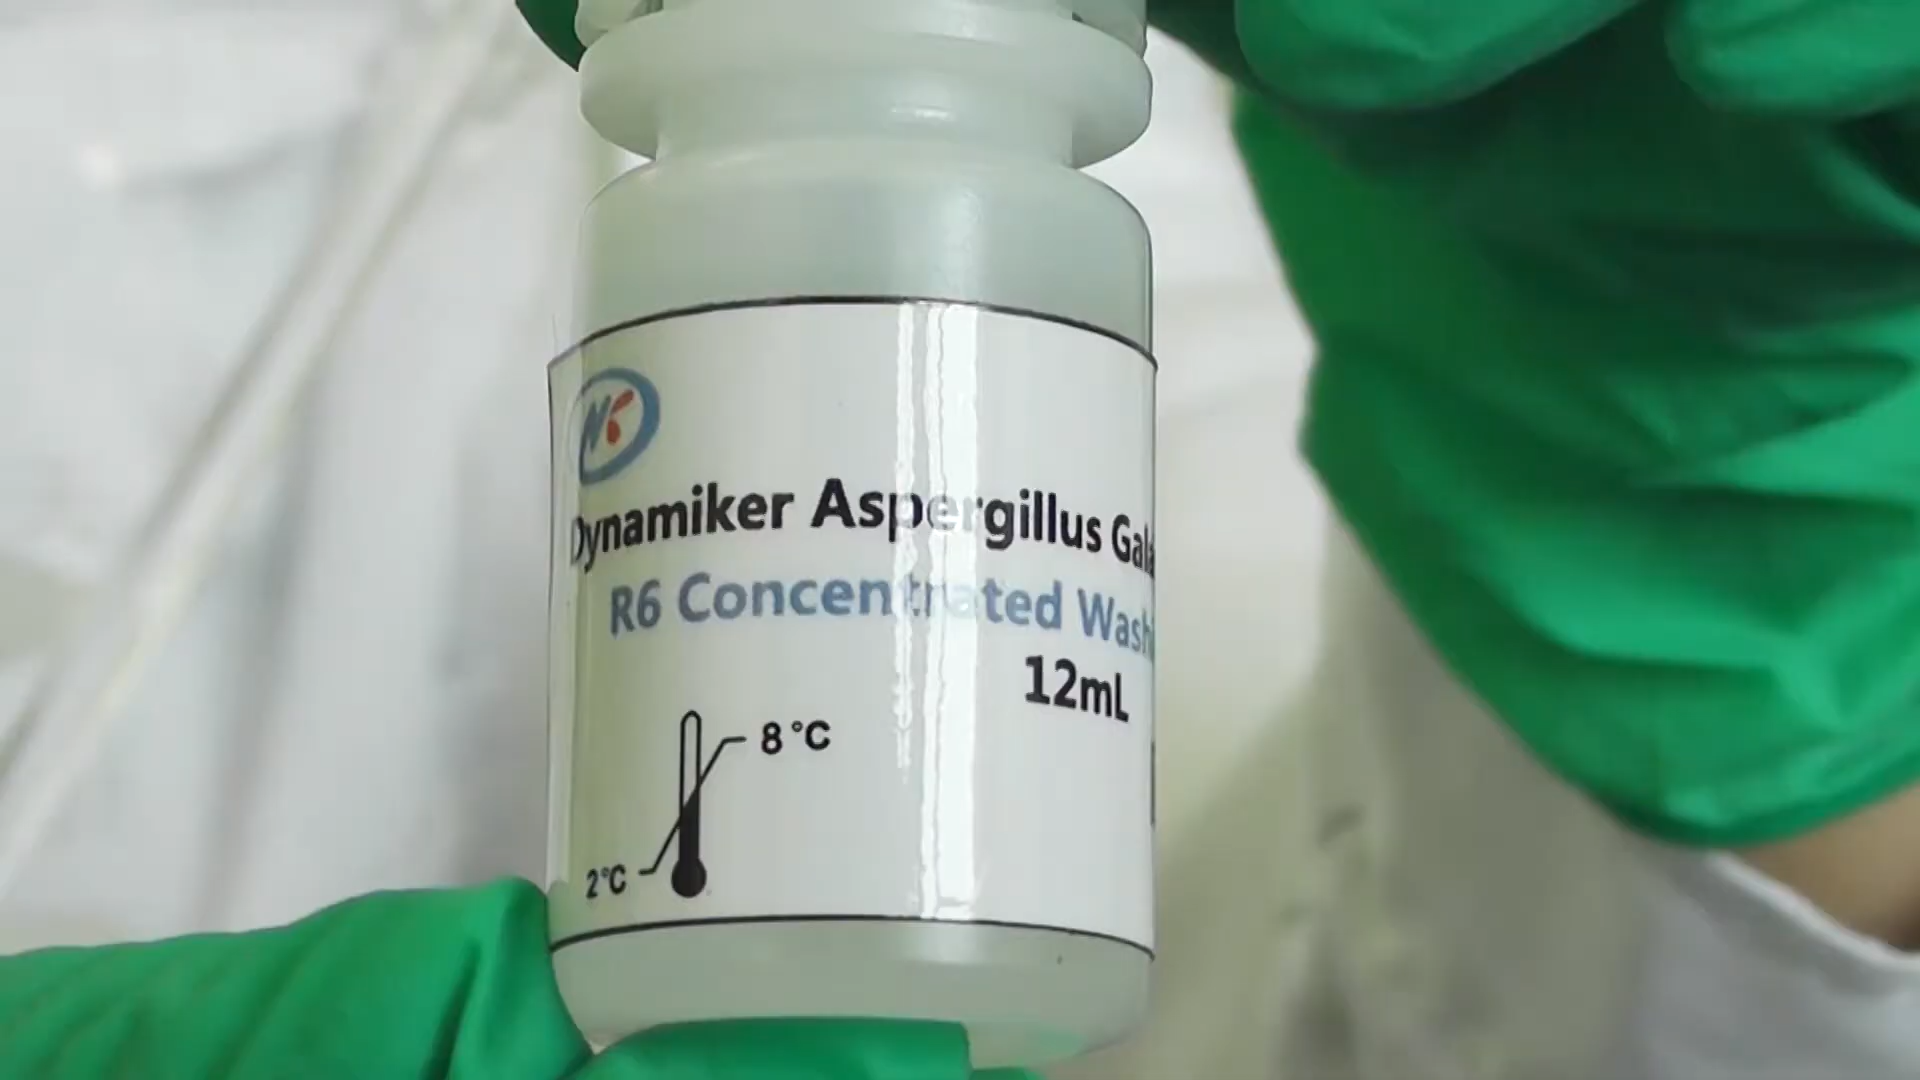 Dynamiker Aspergillus Gala
R6 Concentrated Wash
12mL
8 °C
2 °C